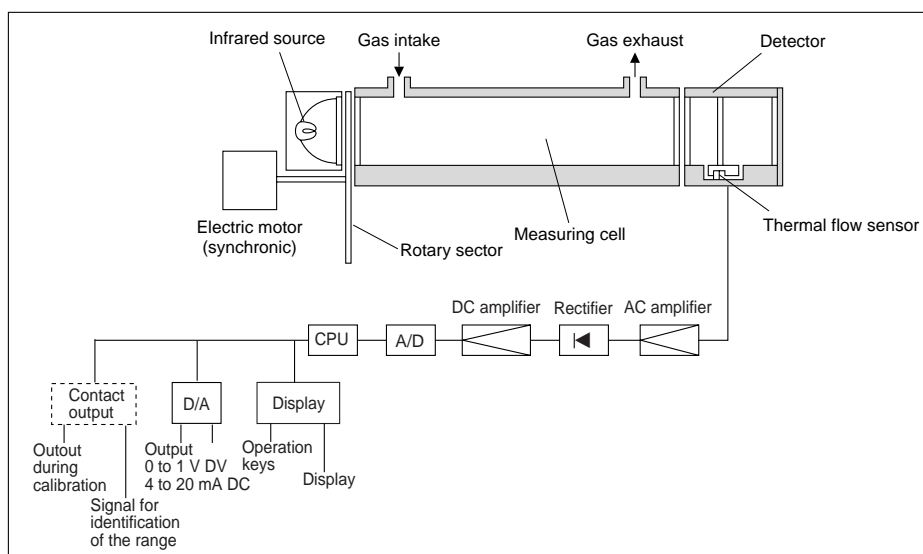 Infrared source
Gas intake
Gas exhaust
Detector
Electric motor
(synchronic)
Rotary sector
Measuring cell
Thermal flow sensor
DC amplifier
Rectifier
AC amplifier
CPU
A/D
Contact
output
D/A
Display
Outout
during
calibration
Output
0 to 1 V DV
4 to 20 mA DC
Operation
keys
Display
Signal for
identification
of the range